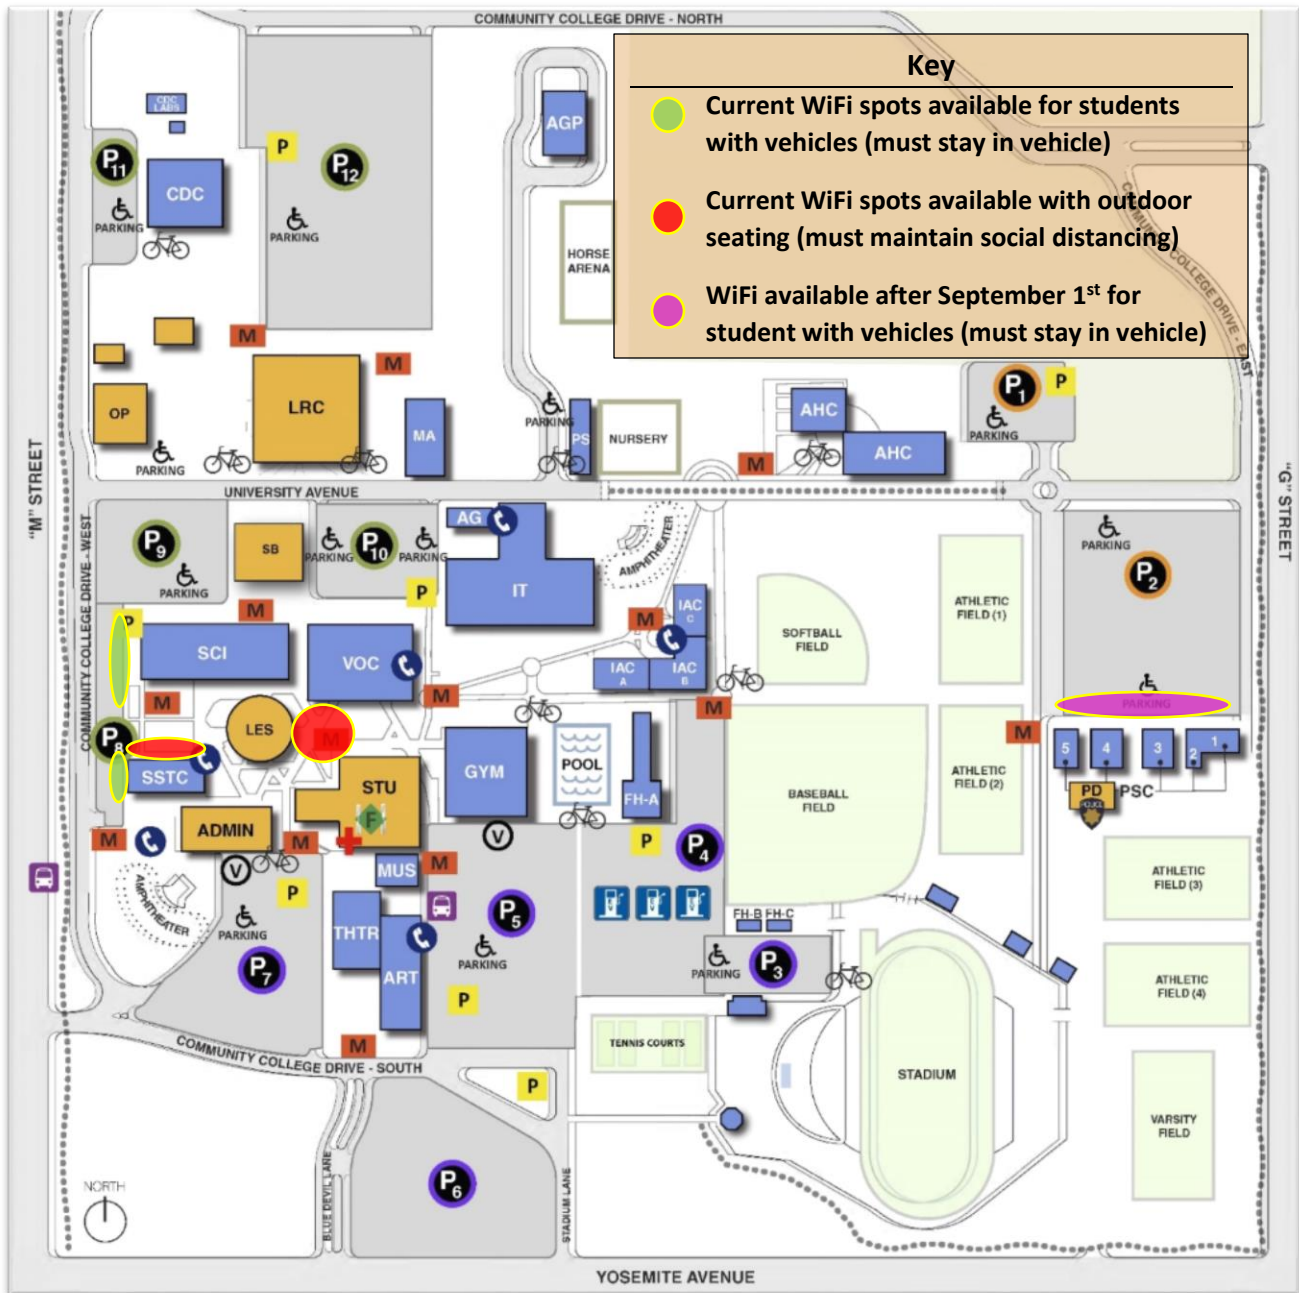 COMMUNITY COLLEGE DRIVE - NORTH
Key
Current WiFi spots available for students
with vehicles (must stay in vehicle)
Current WiFi spots available with outdoor
seating (must maintain social distancing)
WiFi available after September 1st for
student with vehicles (must stay in vehicle)
COMMUNITY COLLEGE DRIVE - EAST
CDC
LABS
P11
PARKING
CDC
P
P12
PARKING
AGP
HORSE
ARENA
M
M
OP
PARKING
LRC
MA
PARKING
PS
NURSERY
M
AHC
AHC
P1
P
PARKING
"M" STREET
"G" STREET
UNIVERSITY AVENUE
COMMUNITY COLLEGE DRIVE - WEST
P9
PARKING
SB
PARKING
P10
PARKING
P
M
AG
IT
AMPHITHEATER
PARKING
P2
PARKING
P
SCI
VOC
M
IAC
C
IAC
A
IAC
B
SOFTBALL
FIELD
ATHLETIC
FIELD (1)
M
M
M
M
P8
LES
M
SSTC
STU
F
GYM
POOL
FH-A
BASEBALL
FIELD
ATHLETIC
FIELD (2)
5
4
3
2
1
PD
PSC
POLICE
M
ADMIN
M
V
V
P
P4
MUS
M
AMPHITHEATER
P
PARKING
P7
THTR
ART
P5
PARKING
P
FH-B
FH-C
PARKING
P3
ATHLETIC
FIELD (3)
ATHLETIC
FIELD (4)
M
COMMUNITY COLLEGE DRIVE - SOUTH
TENNIS COURTS
STADIUM
P
VARSITY
FIELD
P6
BLUE DEVIL LANE
STADIUM LANE
NORTH
YOSEMITE AVENUE